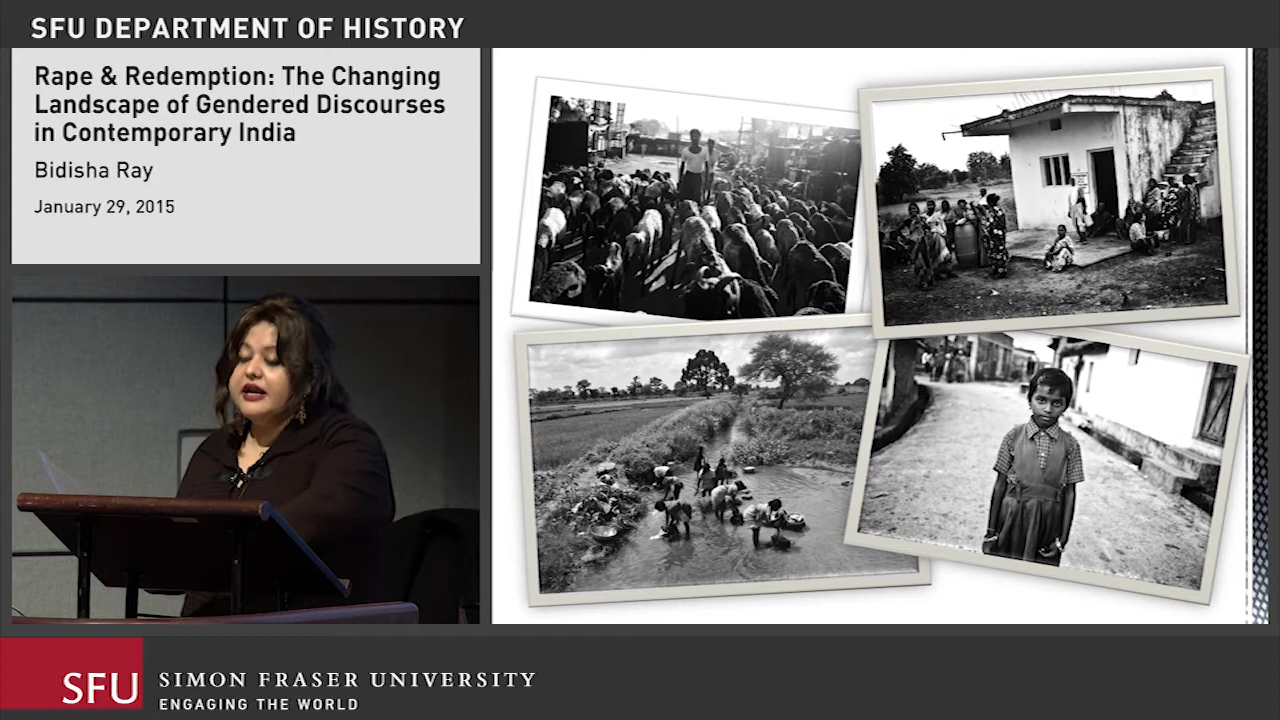 SFU DEPARTMENT OF HISTORY
Rape & Redemption: The Changing
Landscape of Gendered Discourses
in Contemporary India
Bidisha Ray
January 29, 2015
SFU
SIMON FRASER UNIVERSITY
ENGAGING THE WORLD